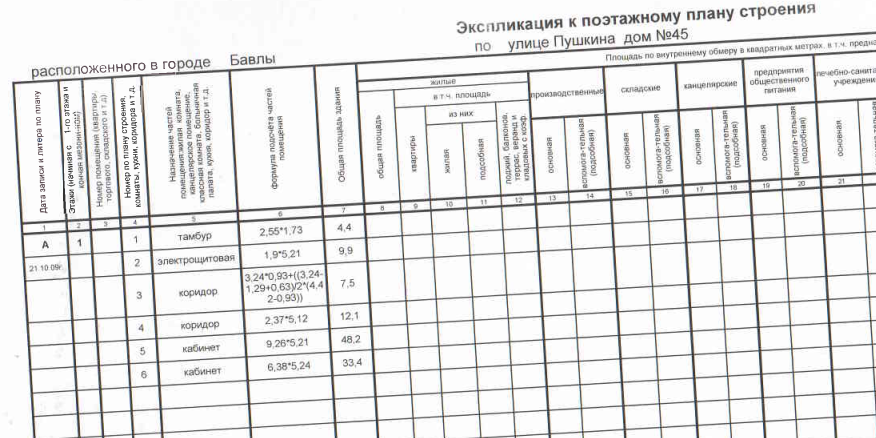 Экспликация к поэтажному плану строения
по улице Пушкина дом №45
расположенного в городе Бавлы
Площадь по внутреннему обмеру в квадратных метрах, в т.ч. предна
Дата записи и литера по плану
Этажи (начиная с 1-го этажа и
кончая мезонин-ном)
Номер помещения (квартиры,
торгового, складского и т.д)
Номер по плану строения,
комнаты, кухни, коридора и т.д.
Назначение частей
помещения:жилая комната,
канцелярское помещение,
классная комната, больничная
палата, кухня, коридор и т.д.
формула подсчёта частей
помещения
Общая площадь здания
жилые
общая площадь
в т.ч. площадь
квартиры
из них
жилая
подсобная
лоджий, балконов,
террас, веранд и
кладовых с коэф.
производственные
основная
вспомога-тельная
(подсобная)
складские
основная
вспомога-тельная
(подсобная)
канцелярские
основная
вспомога-тельная
(подсобная)
предприятия
общественного
питания
основная
вспомога-тельная
(подсобная)
лечебно-санита
учреждени
основная
1 2 3 4 5 6 7 8 9 10 11 12 13 14 15 16 17 18 19 20 21
А 1 1 тамбур 2,55*1,73 4,4
21.10.09г. 2 электрощитовая 1,9*5,21 9,9
3 коридор 3,24*0,93+((3,24-
1,29+0,63)/2*(4,4
2-0,93)) 7,5
4 коридор 2,37*5,12 12,1
5 кабинет 9,26*5,21 48,2
6 кабинет 6,38*5,24 33,4